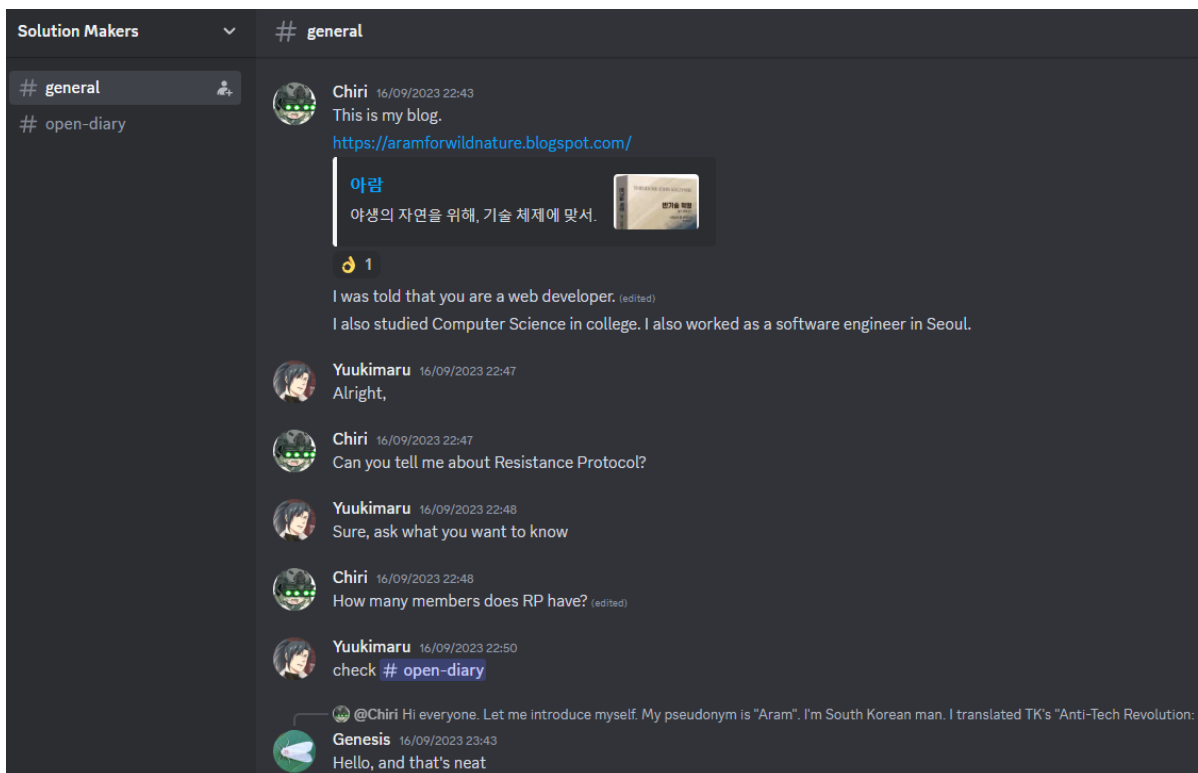 Solution Makers
# general
# general
# open-diary
Chiri 16/09/2023 22:43
This is my blog.
https://aramforwildnature.blogspot.com/
아람
야생의 자연을 위해, 기술 체제에 맞서.
반기술 혁명
👌 1
I was told that you are a web developer. (edited)
I also studied Computer Science in college. I also worked as a software engineer in Seoul.
Yuukimaru 16/09/2023 22:47
Alright,
Chiri 16/09/2023 22:47
Can you tell me about Resistance Protocol?
Yuukimaru 16/09/2023 22:48
Sure, ask what you want to know
Chiri 16/09/2023 22:48
How many members does RP have? (edited)
Yuukimaru 16/09/2023 22:50
check # open-diary
@Chiri Hi everyone. Let me introduce myself. My pseudonym is "Aram". I'm South Korean man. I translated TK's "Anti-Tech Revolution:
Genesis 16/09/2023 23:43
Hello, and that's neat